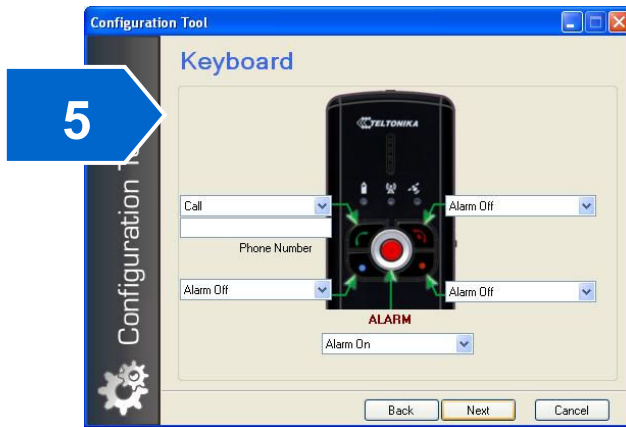 Configuration Tool
Keyboard
5
TELTONIKA
Call
Alarm Off
Phone Number
Alarm Off
Alarm Off
ALARM
Alarm On
Configuration T
Back
Next
Cancel